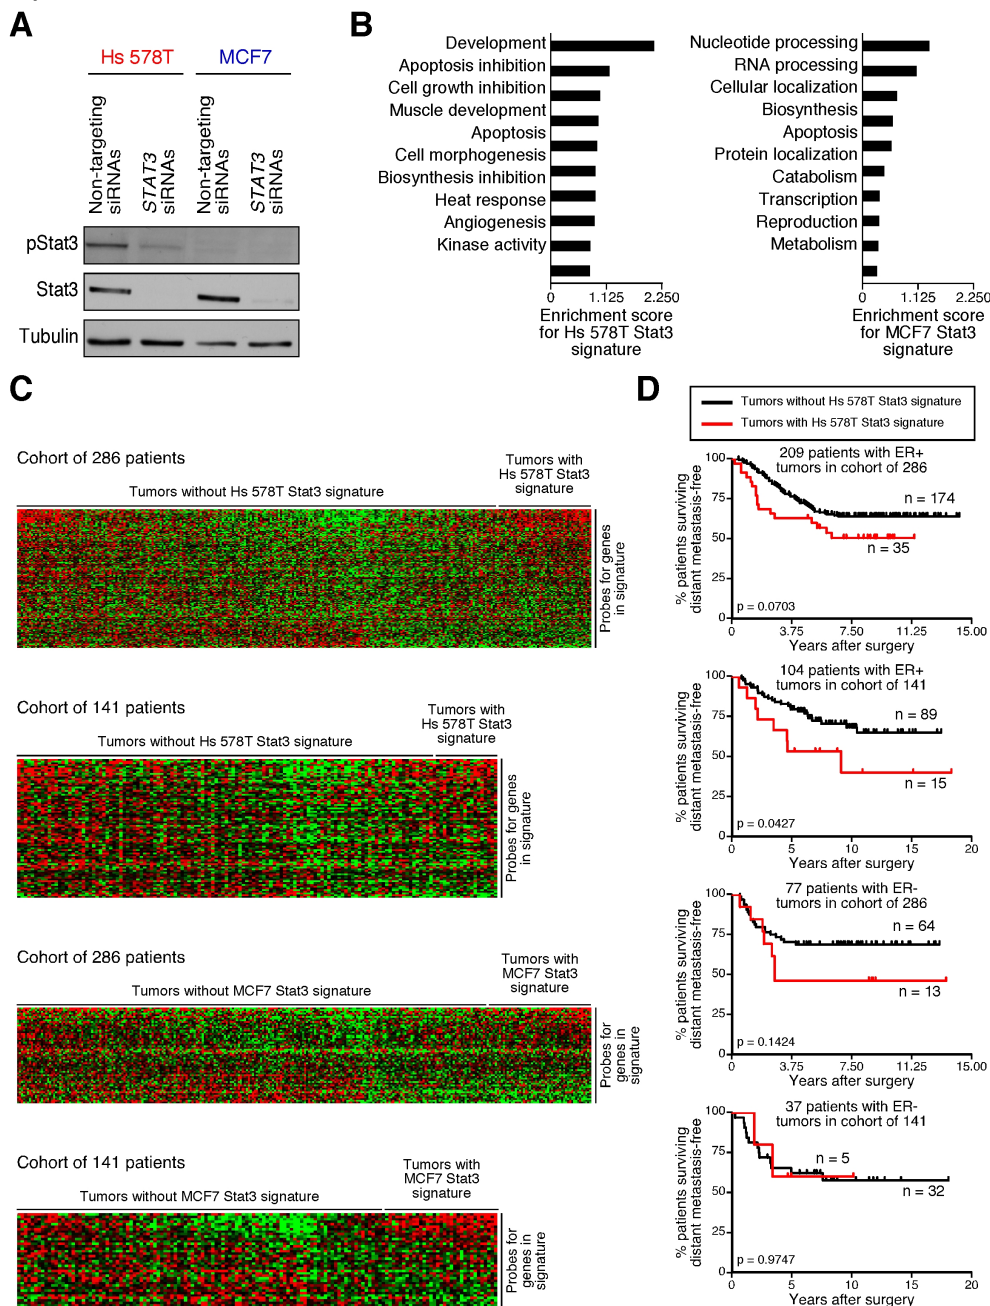 A
Hs 578T
MCF7
Non-targeting
siRNAs
STAT3
siRNAs
Non-targeting
siRNAs
STAT3
siRNAs
pStat3
Stat3
Tubulin
B
Development
Apoptosis inhibition
Cell growth inhibition
Muscle development
Apoptosis
Cell morphogenesis
Biosynthesis inhibition
Heat response
Angiogenesis
Kinase activity
0 1.125 2.250
Enrichment score
for Hs 578T Stat3
signature
Nucleotide processing
RNA processing
Cellular localization
Biosynthesis
Apoptosis
Protein localization
Catabolism
Transcription
Reproduction
Metabolism
0 1.125 2.250
Enrichment score
for MCF7 Stat3
signature
C
Cohort of 286 patients
Tumors without Hs 578T Stat3 signature
Tumors with
Hs 578T Stat3
signature
Probes for genes
in signature
Cohort of 141 patients
Tumors without Hs 578T Stat3 signature
Tumors with
Hs 578T Stat3
signature
Probes for genes
in signature
Cohort of 286 patients
Tumors without MCF7 Stat3 signature
Tumors with
MCF7 Stat3
signature
Probes for
genes in
signature
Cohort of 141 patients
Tumors without MCF7 Stat3 signature
Tumors with
MCF7 Stat3
signature
Probes for
genes in
signature
D
Tumors without Hs 578T Stat3 signature
Tumors with Hs 578T Stat3 signature
209 patients with ER+
tumors in cohort of 286
% patients surviving
distant metastasis-free
100
75
50
25
0
n = 174
n = 35
p = 0.0703
0 3.75 7.50 11.25 15.00
Years after surgery
104 patients with ER+
tumors in cohort of 141
% patients surviving
distant metastasis-free
100
75
50
25
0
n = 89
n = 15
p = 0.0427
0 5 10 15 20
Years after surgery
77 patients with ER-
tumors in cohort of 286
% patients surviving
distant metastasis-free
100
75
50
25
0
n = 64
n = 13
p = 0.1424
0 3.75 7.50 11.25 15.00
Years after surgery
37 patients with ER-
tumors in cohort of 141
% patients surviving
distant metastasis-free
100
75
50
25
0
n = 5
n = 32
p = 0.9747
0 5 10 15 20
Years after surgery